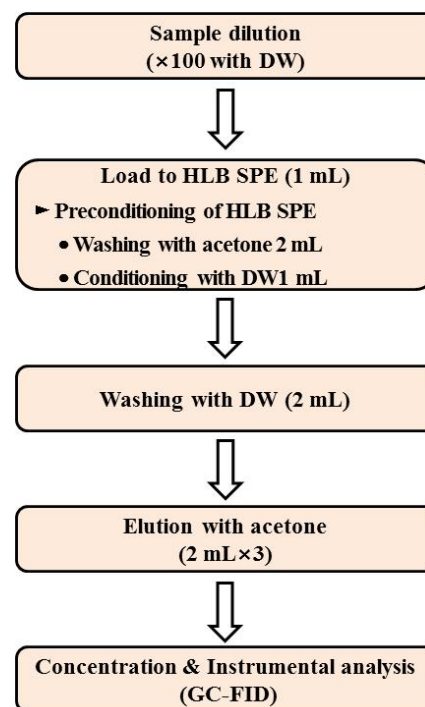 Sample dilution
(×100 with DW)
Load to HLB SPE (1 mL)
► Preconditioning of HLB SPE
● Washing with acetone 2 mL
● Conditioning with DW1 mL
Washing with DW (2 mL)
Elution with acetone
(2 mL×3)
Concentration & Instrumental analysis
(GC-FID)